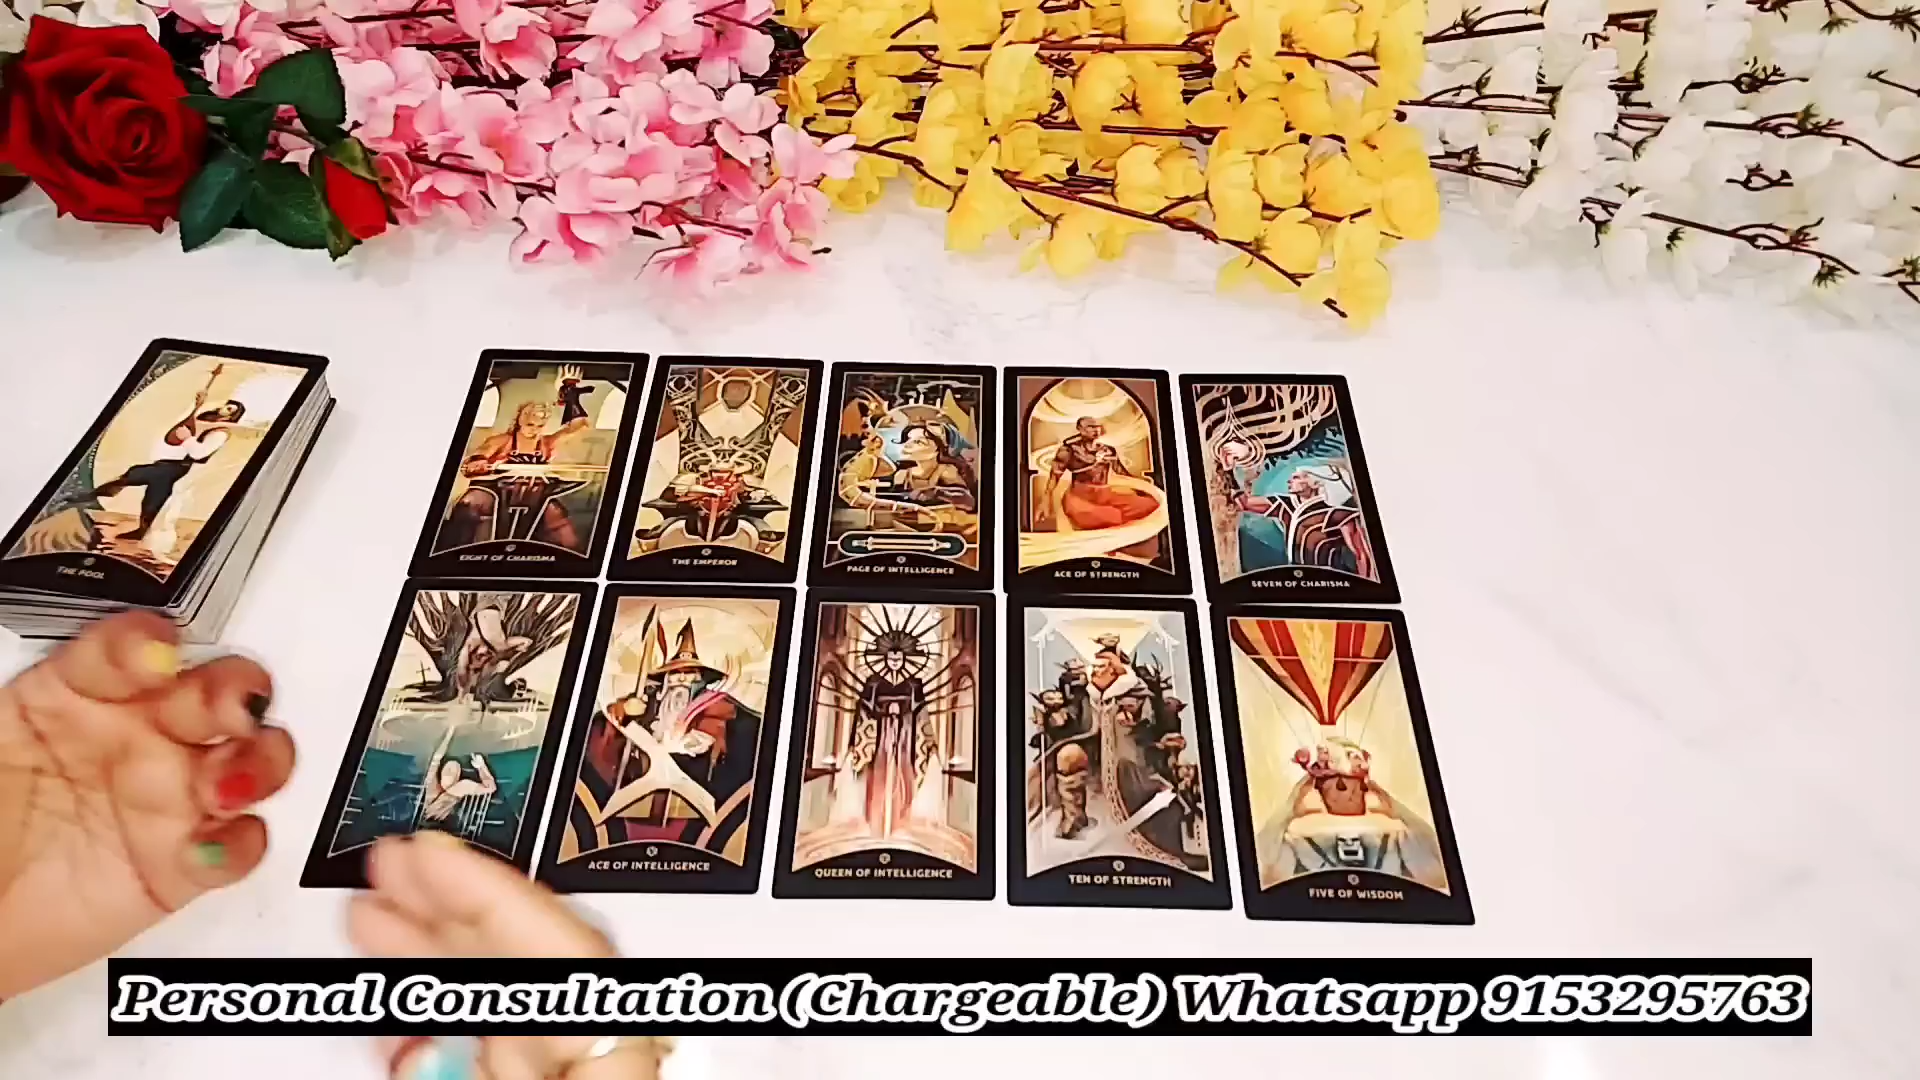 THE FOOL
EIGHT OF CHARISMA
THE EMPEROR
PAGE OF INTELLIGENCE
ACE OF STRENGTH
SEVEN OF CHARISMA
ACE OF INTELLIGENCE
QUEEN OF INTELLIGENCE
TEN OF STRENGTH
FIVE OF WISDOM
Personal Consultation (Chargeable) Whatsapp 9153295763